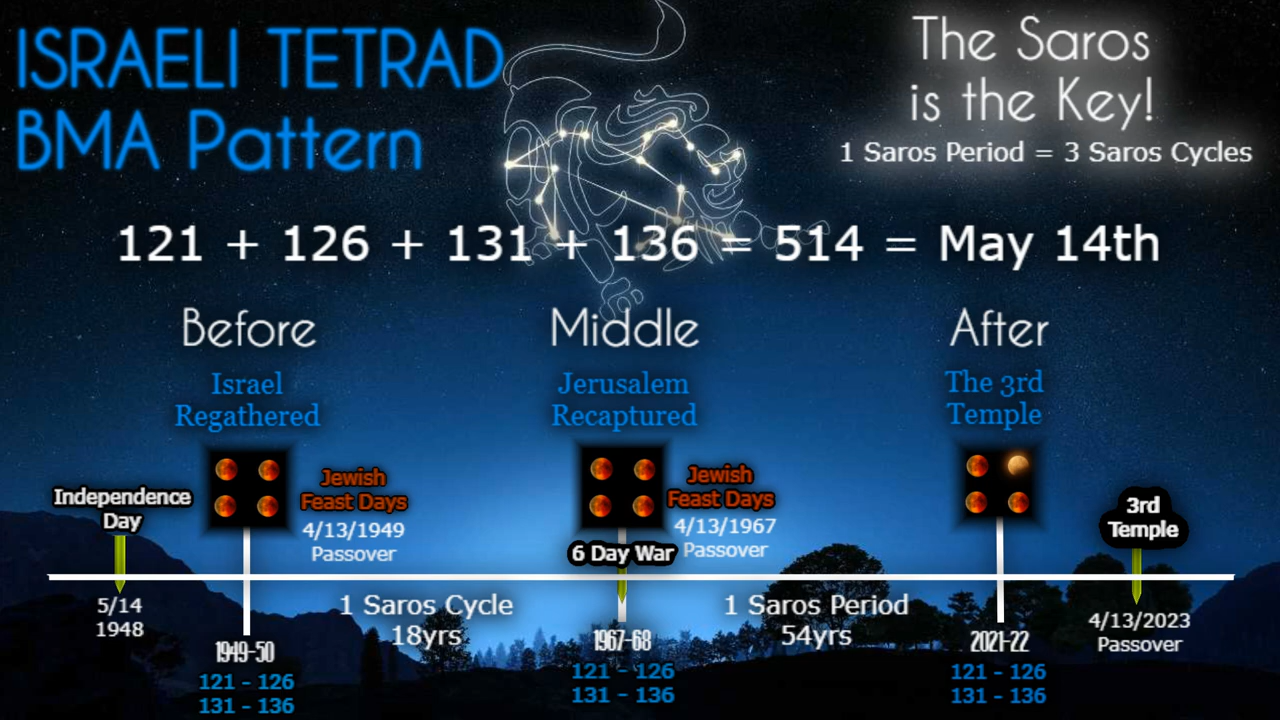 ISRAELI TETRAD
BMA Pattern
The Saros
is the Key!
1 Saros Period = 3 Saros Cycles
121 + 126 + 131 + 136 = 514 = May 14th
Before
Middle
After
Israel
Regathered
Jerusalem
Recaptured
The 3rd
Temple
Independence
Day
Jewish
Feast Days
4/13/1949
Passover
Jewish
Feast Days
4/13/1967
Passover
6 Day War
3rd
Temple
5/14
1948
1 Saros Cycle
18yrs
1 Saros Period
54yrs
4/13/2023
Passover
1949-50
121 - 126
131 - 136
1967-68
121 - 126
131 - 136
2021-22
121 - 126
131 - 136